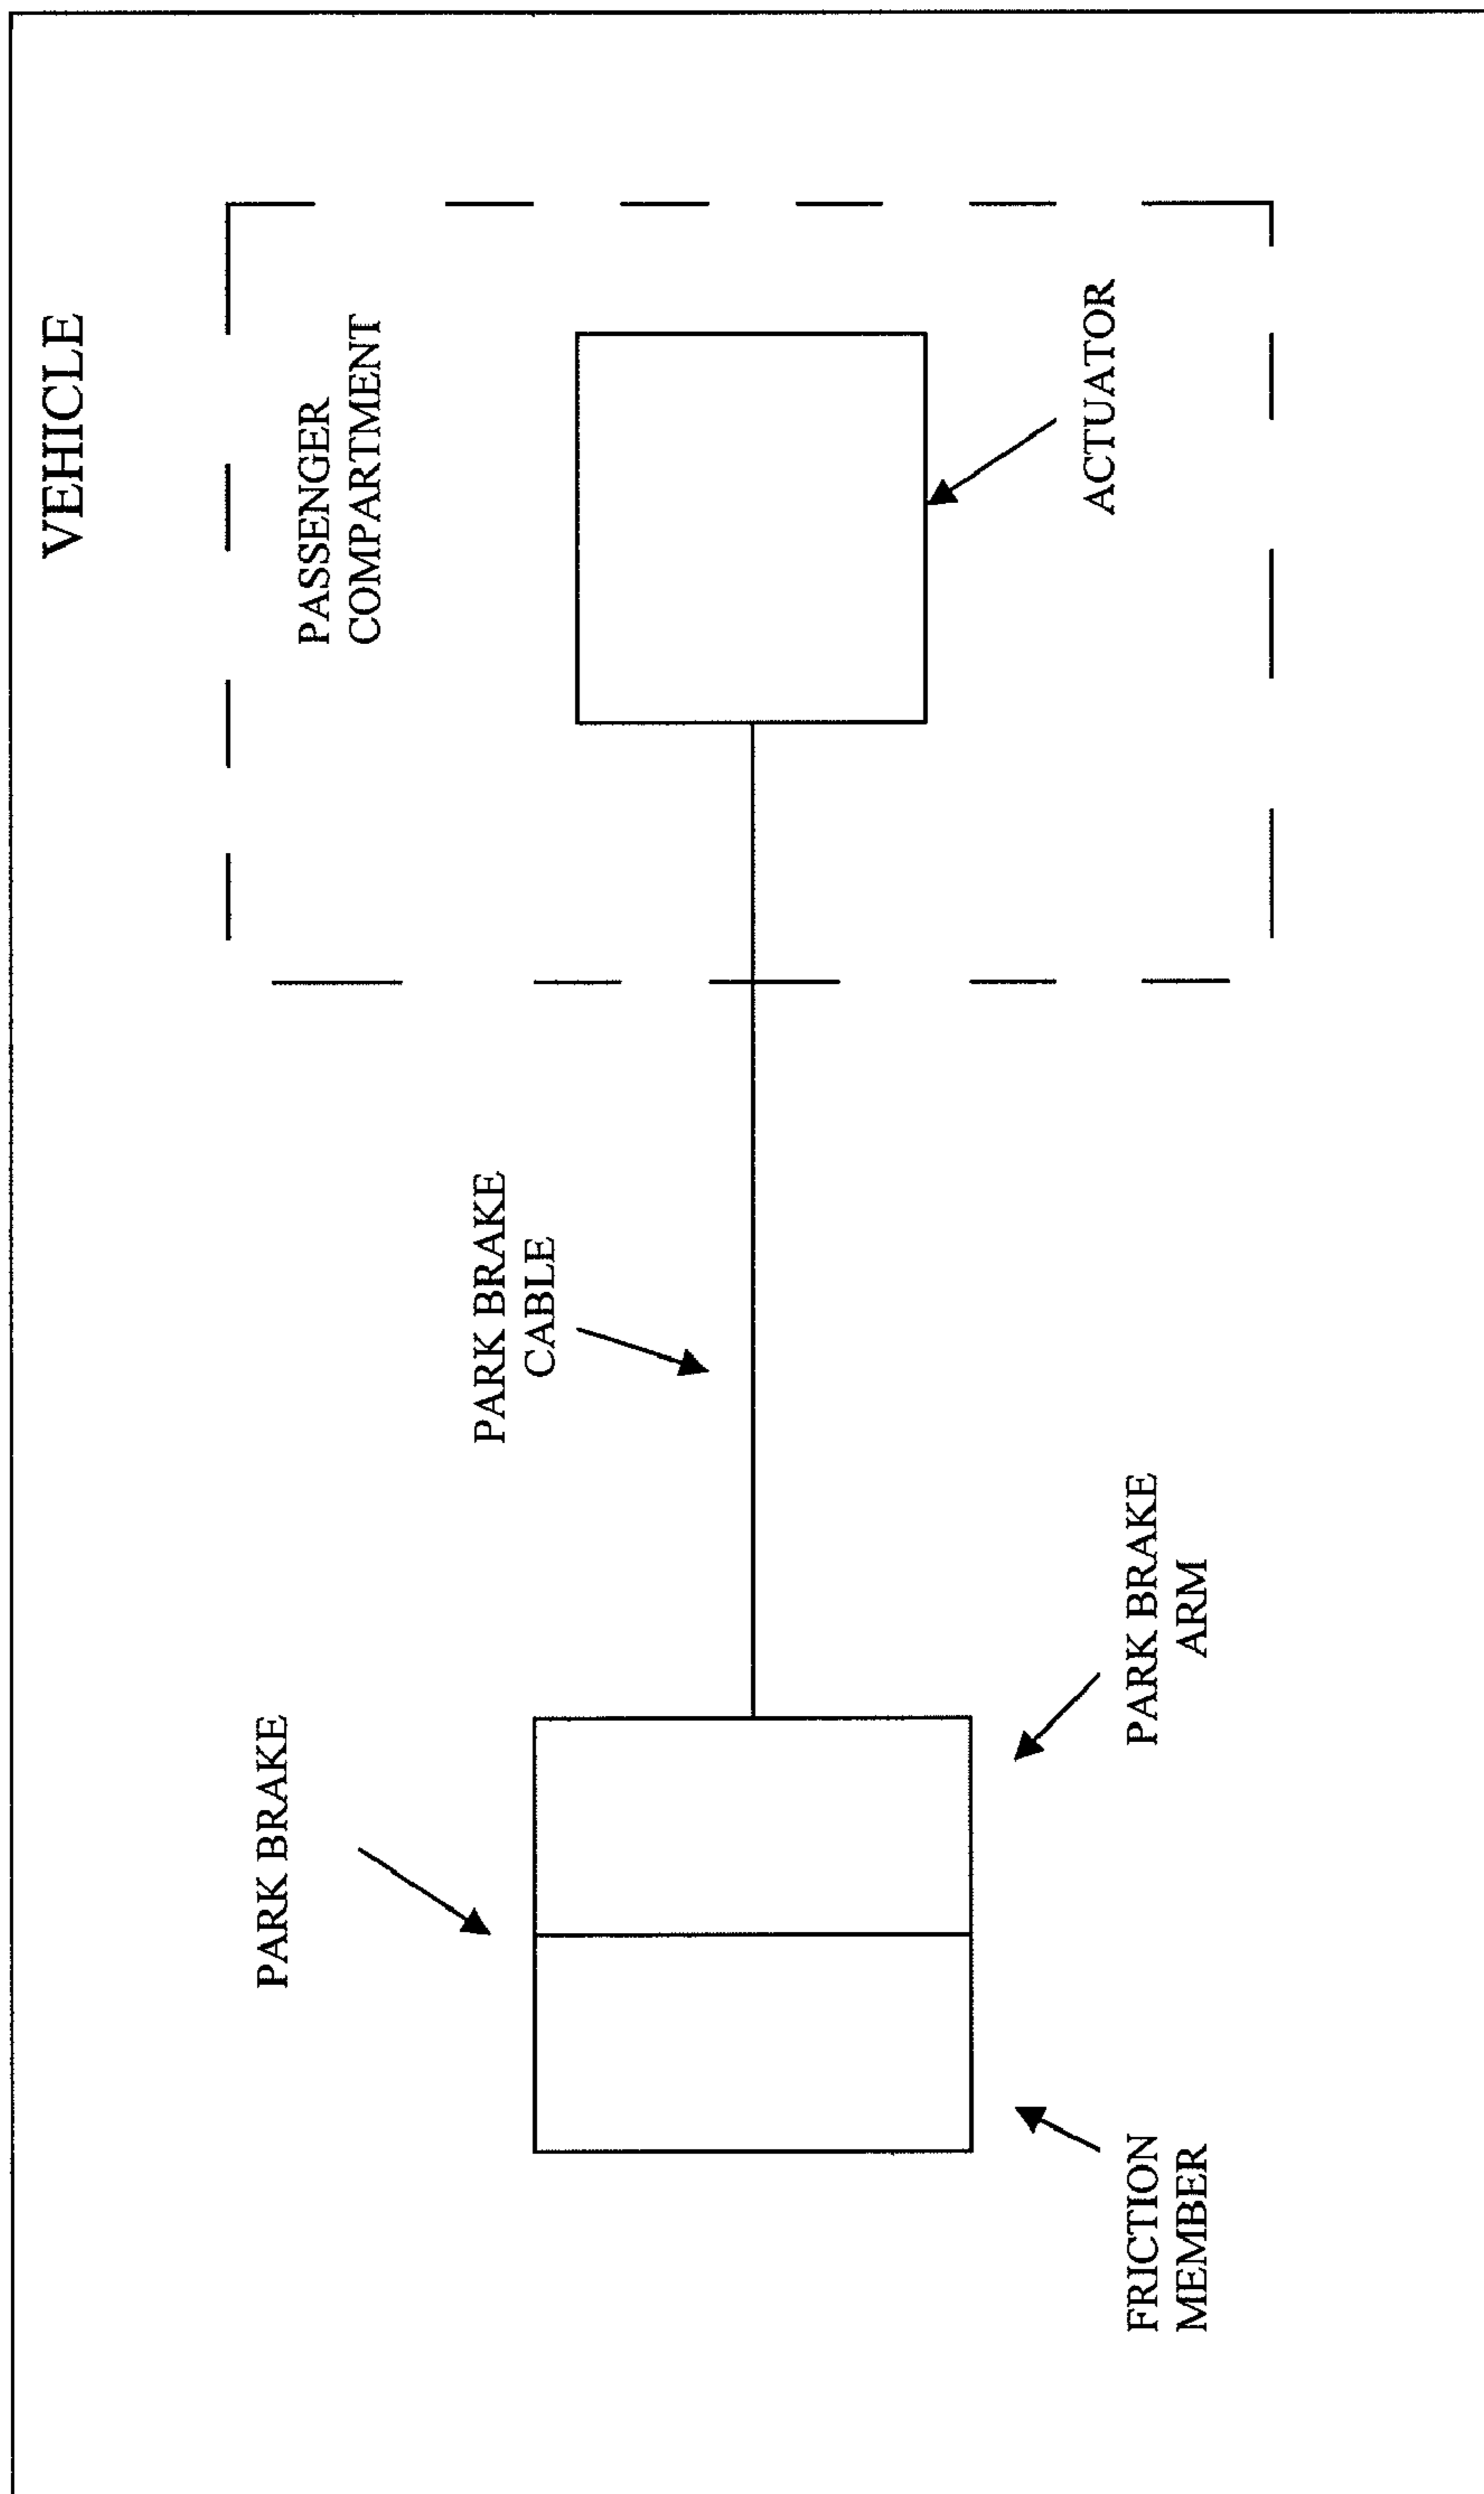 VEHICLE
PASSENGER
COMPARTMENT
ACTUATOR
PARK BRAKE
CABLE
PARK BRAKE
PARK BRAKE
ARM
FRICTION
MEMBER